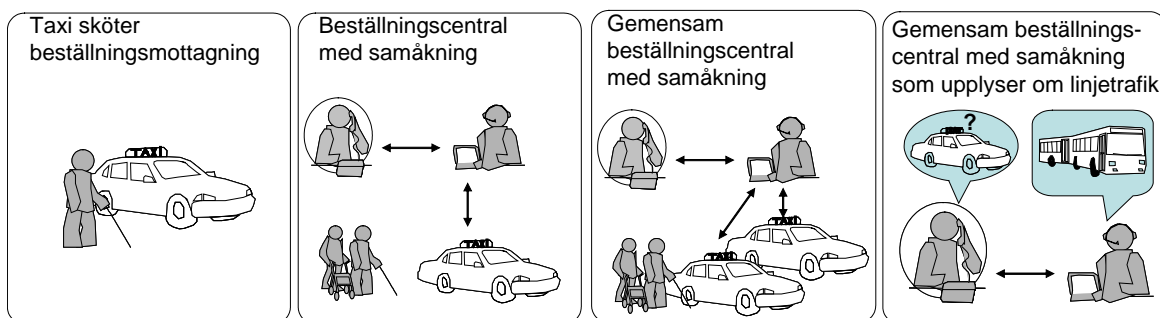 Taxi sköter
beställningsmottagning
TAXI
Beställningscentral
med samåkning
TAXI
Gemensam
beställningscentral
med samåkning
TAXI
TAXI
Gemensam beställnings-
central med samåkning
som upplyser om linjetrafik
?